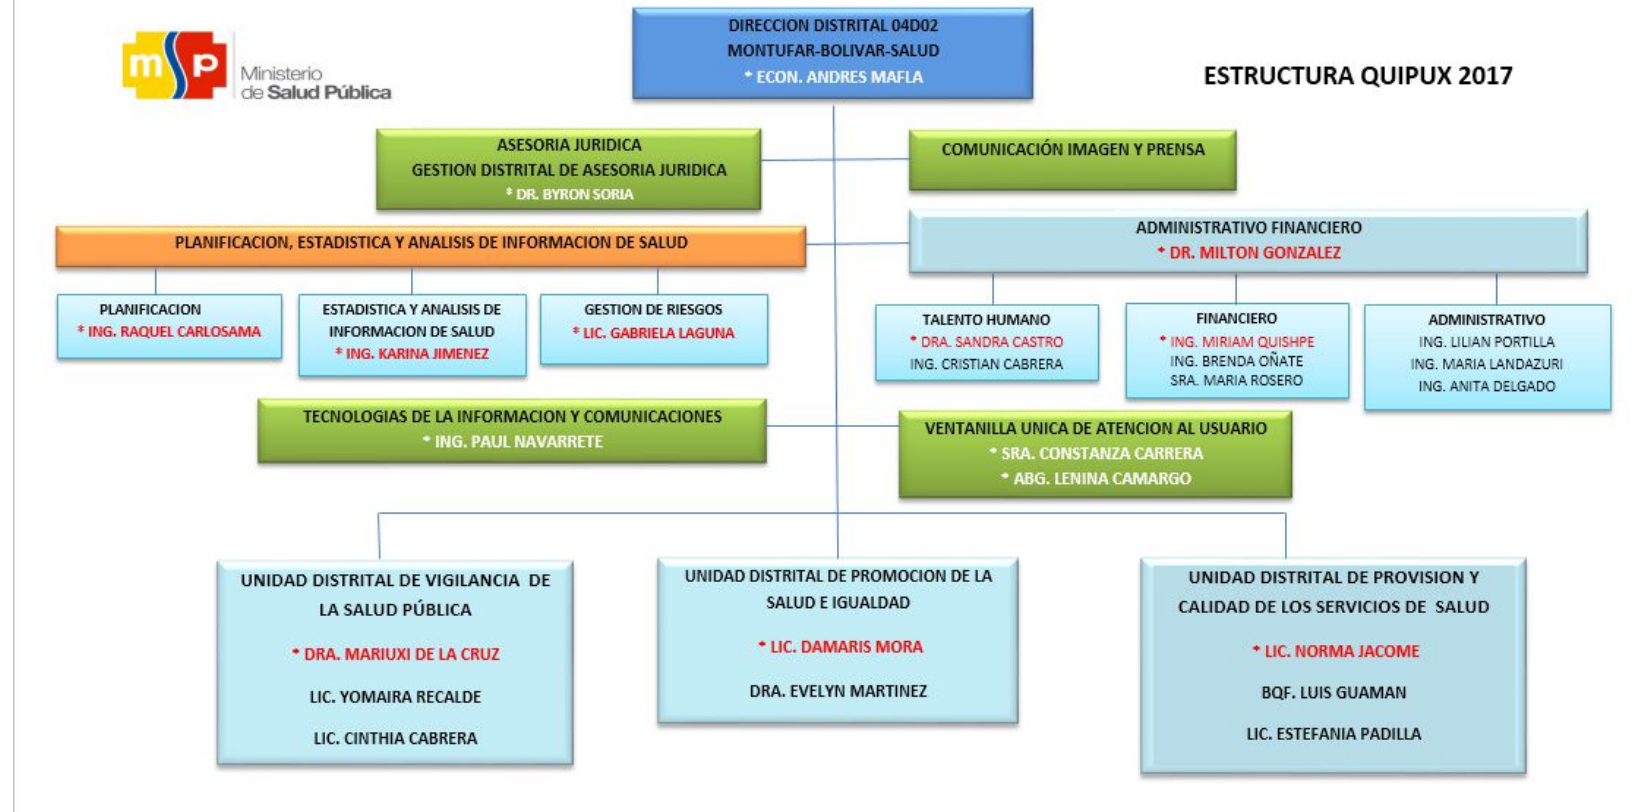 DIRECCION DISTRITAL 04D02
MONTUFAR-BOLIVAR-SALUD
* ECON. ANDRES MAFLA
msp
Ministerio
de Salud Pública
ESTRUCTURA QUIPUX 2017
ASESORIA JURIDICA
GESTION DISTRITAL DE ASESORIA JURIDICA
* DR. BYRON SORIA
COMUNICACIÓN IMAGEN Y PRENSA
PLANIFICACION, ESTADISTICA Y ANALISIS DE INFORMACION DE SALUD
ADMINISTRATIVO FINANCIERO
* DR. MILTON GONZALEZ
PLANIFICACION
* ING. RAQUEL CARLOSAMA
ESTADISTICA Y ANALISIS DE
INFORMACION DE SALUD
* ING. KARINA JIMENEZ
GESTION DE RIESGOS
* LIC. GABRIELA LAGUNA
TALENTO HUMANO
* DRA. SANDRA CASTRO
ING. CRISTIAN CABRERA
FINANCIERO
* ING. MIRIAM QUISHPE
ING. BRENDA OÑATE
SRA. MARIA ROSERO
ADMINISTRATIVO
ING. LILIAN PORTILLA
ING. MARIA LANDAZURI
ING. ANITA DELGADO
TECNOLOGIAS DE LA INFORMACION Y COMUNICACIONES
* ING. PAUL NAVARRETE
VENTANILLA UNICA DE ATENCION AL USUARIO
* SRA. CONSTANZA CARRERA
* ABG. LENINA CAMARGO
UNIDAD DISTRITAL DE VIGILANCIA DE
LA SALUD PÚBLICA
* DRA. MARIUXI DE LA CRUZ
LIC. YOMAIRA RECALDE
LIC. CINTHIA CABRERA
UNIDAD DISTRITAL DE PROMOCION DE LA
SALUD E IGUALDAD
* LIC. DAMARIS MORA
DRA. EVELYN MARTINEZ
UNIDAD DISTRITAL DE PROVISION Y
CALIDAD DE LOS SERVICIOS DE SALUD
* LIC. NORMA JACOME
BQF. LUIS GUAMAN
LIC. ESTEFANIA PADILLA